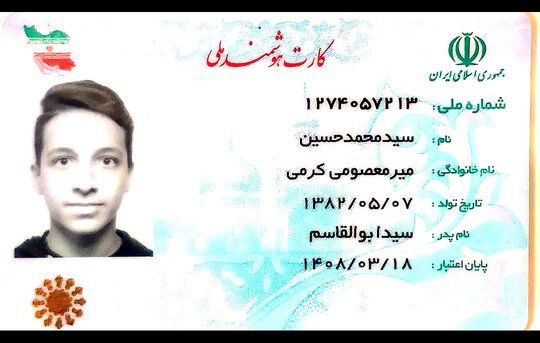 کارت هوشمند ملی
جمهوری اسلامی ایران
شماره ملی: ۱۲۷۴۰۵۷۲۱۳
نام: سیدمحمدحسین
نام خانوادگی: میرمعصومی کرمی
تاریخ تولد: ۱۳۸۲/۰۵/۰۷
نام پدر: سیدابوالقاسم
پایان اعتبار: ۱۴۰۸/۰۳/۱۸